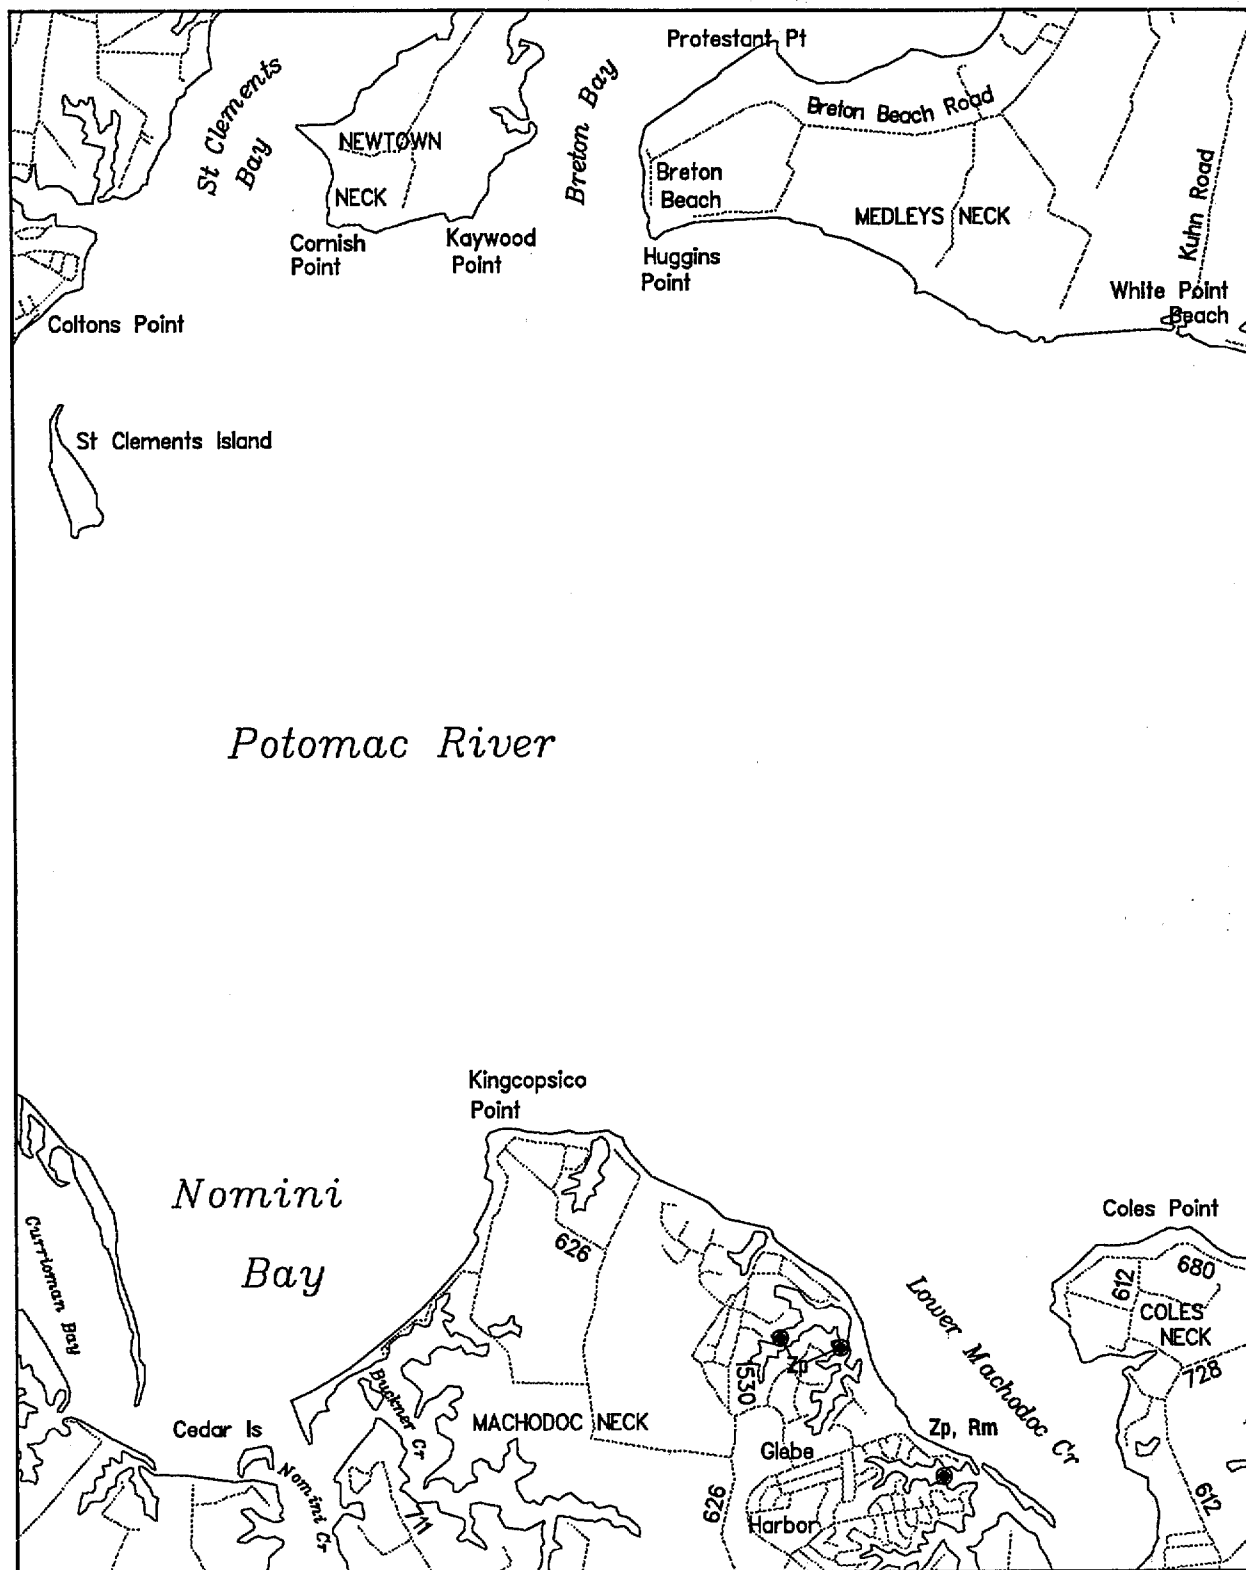 Protestant Pt
St Clements
Bay
Breton Bay
Breton Beach Road
NEWTOWN
NECK
Breton
Beach
Kuhn Road
MEDLEYS NECK
Cornish
Point
Kaywood
Point
Huggins
Point
White Point
Beach
Coltons Point
St Clements Island
Potomac River
Kingcopsico
Point
Nomini
Bay
Coles Point
626
680
612
Currioman Bay
Lower Machodoc Cr
COLES
NECK
Zp
728
530
Buckner Cr
Cedar Is
MACHODOC NECK
Zp, Rm
Glebe
Nomini Cr
711
626
Harbor
612